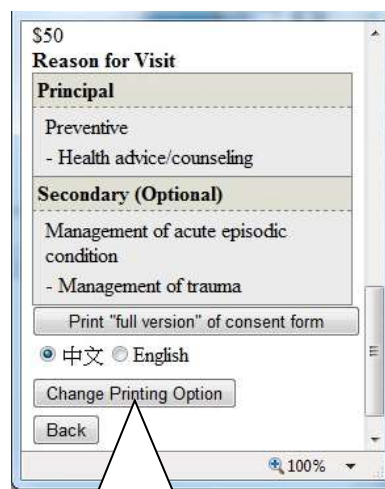 $50
Reason for Visit
Principal
Preventive
- Health advice/counseling
Secondary (Optional)
Management of acute episodic
condition
- Management of trauma
Print "full version" of consent form
中文 English
Change Printing Option
Back
100%